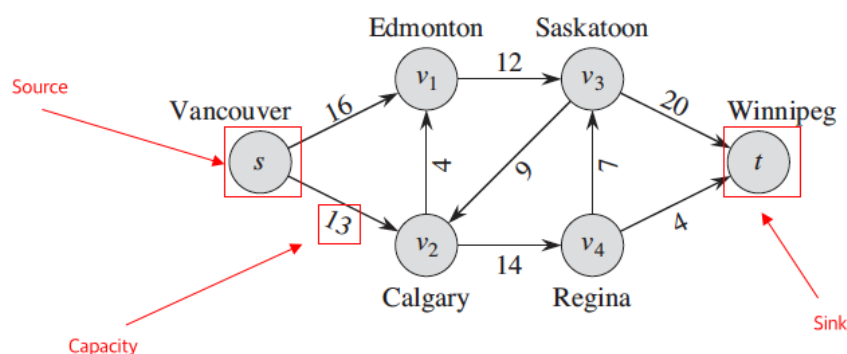 Edmonton
Saskatoon
Source
v1
12
v3
Vancouver
16
20
Winnipeg
s
4
9
7
t
13
v2
14
v4
4
Calgary
Regina
Sink
Capacity